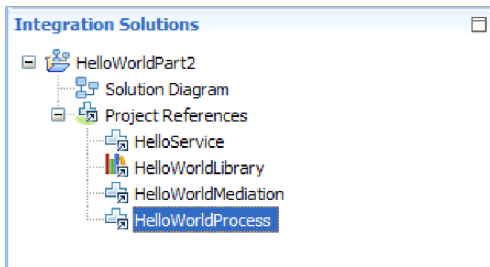 Integration Solutions
HelloWorldPart2
Solution Diagram
Project References
HelloService
HelloWorldLibrary
HelloWorldMediation
HelloWorldProcess